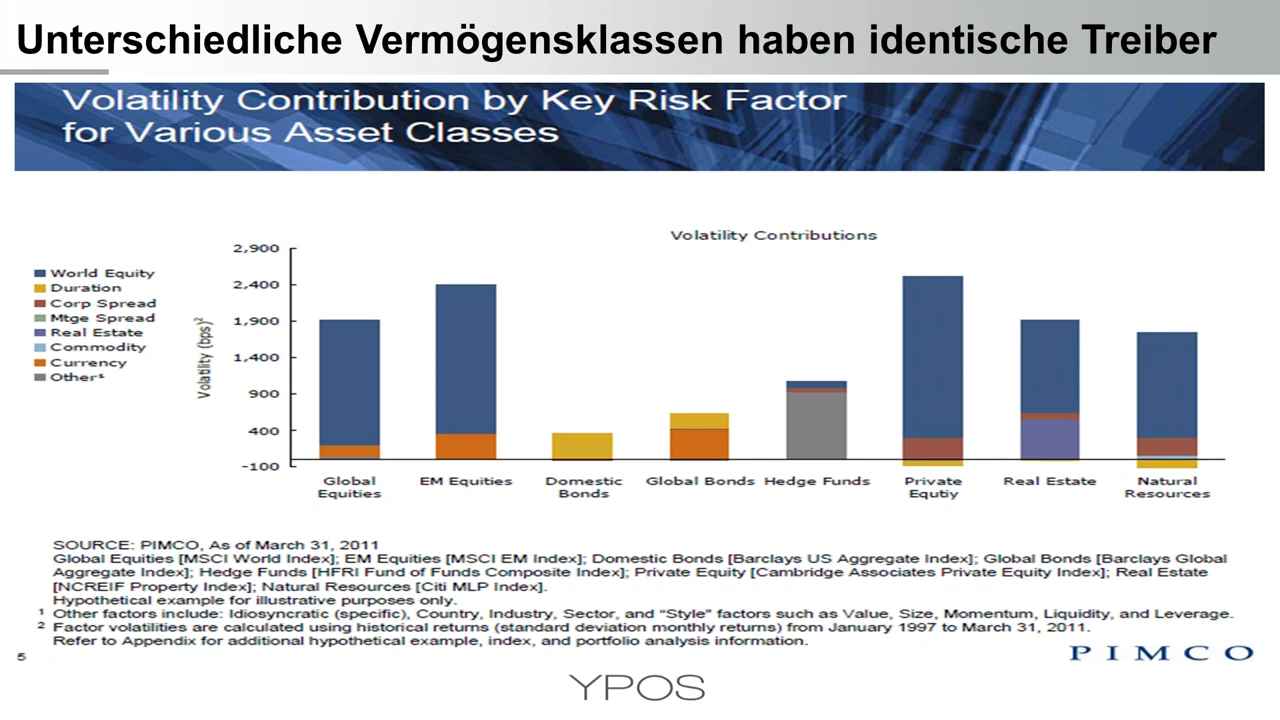 Unterschiedliche Vermögensklassen haben identische Treiber
Volatility Contribution by Key Risk Factor
for Various Asset Classes
Volatility Contributions
World Equity
Duration
Corp Spread
Mtge Spread
Real Estate
Commodity
Currency
Other¹
Volatility (bps)²
2,900
2,400
1,900
1,400
900
400
-100
Global
Equities
EM Equities
Domestic
Bonds
Global Bonds
Hedge Funds
Private
Equtiy
Real Estate
Natural
Resources
SOURCE: PIMCO, As of March 31, 2011
Global Equities [MSCI World Index]; EM Equities [MSCI EM Index]; Domestic Bonds [Barclays US Aggregate Index]; Global Bonds [Barclays Global
Aggregate Index]; Hedge Funds [HFRI Fund of Funds Composite Index]; Private Equity [Cambridge Associates Private Equity Index]; Real Estate
[NCREIF Property Index]; Natural Resources [Citi MLP Index].
Hypothetical example for illustrative purposes only.
¹ Other factors include: Idiosyncratic (specific), Country, Industry, Sector, and “Style” factors such as Value, Size, Momentum, Liquidity, and Leverage.
² Factor volatilities are calculated using historical returns (standard deviation monthly returns) from January 1997 to March 31, 2011.
Refer to Appendix for additional hypothetical example, index, and portfolio analysis information.
5
PIMCO
YPOS